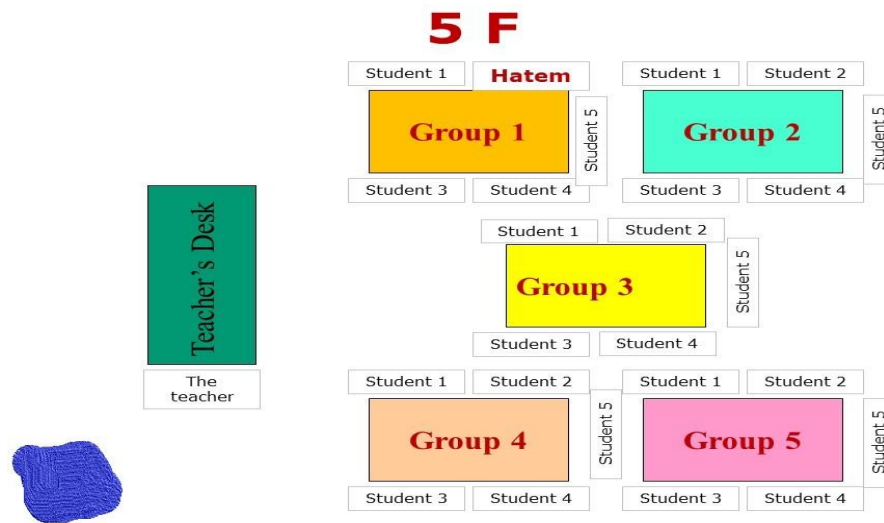 5 F
Student 1
Hatem
Student 5
Group 1
Student 3
Student 4
Student 1
Student 2
Student 5
Group 2
Student 3
Student 4
Teacher's Desk
The
teacher
Student 1
Student 2
Student 5
Group 3
Student 3
Student 4
Student 1
Student 2
Student 5
Group 4
Student 3
Student 4
Student 1
Student 2
Student 5
Group 5
Student 3
Student 4